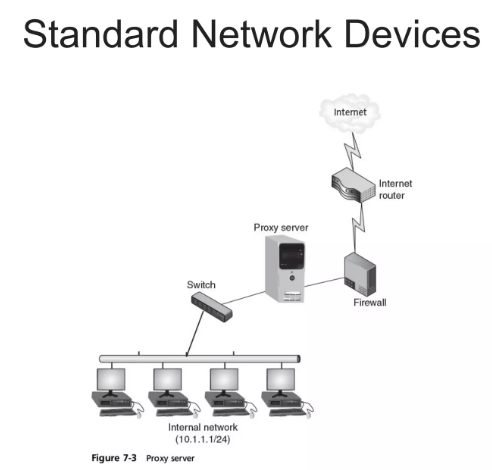 Standard Network Devices
Internet
Internet
router
Proxy server
Switch
Firewall
Internal network
(10.1.1.1/24)
Figure 7-3 Proxy server